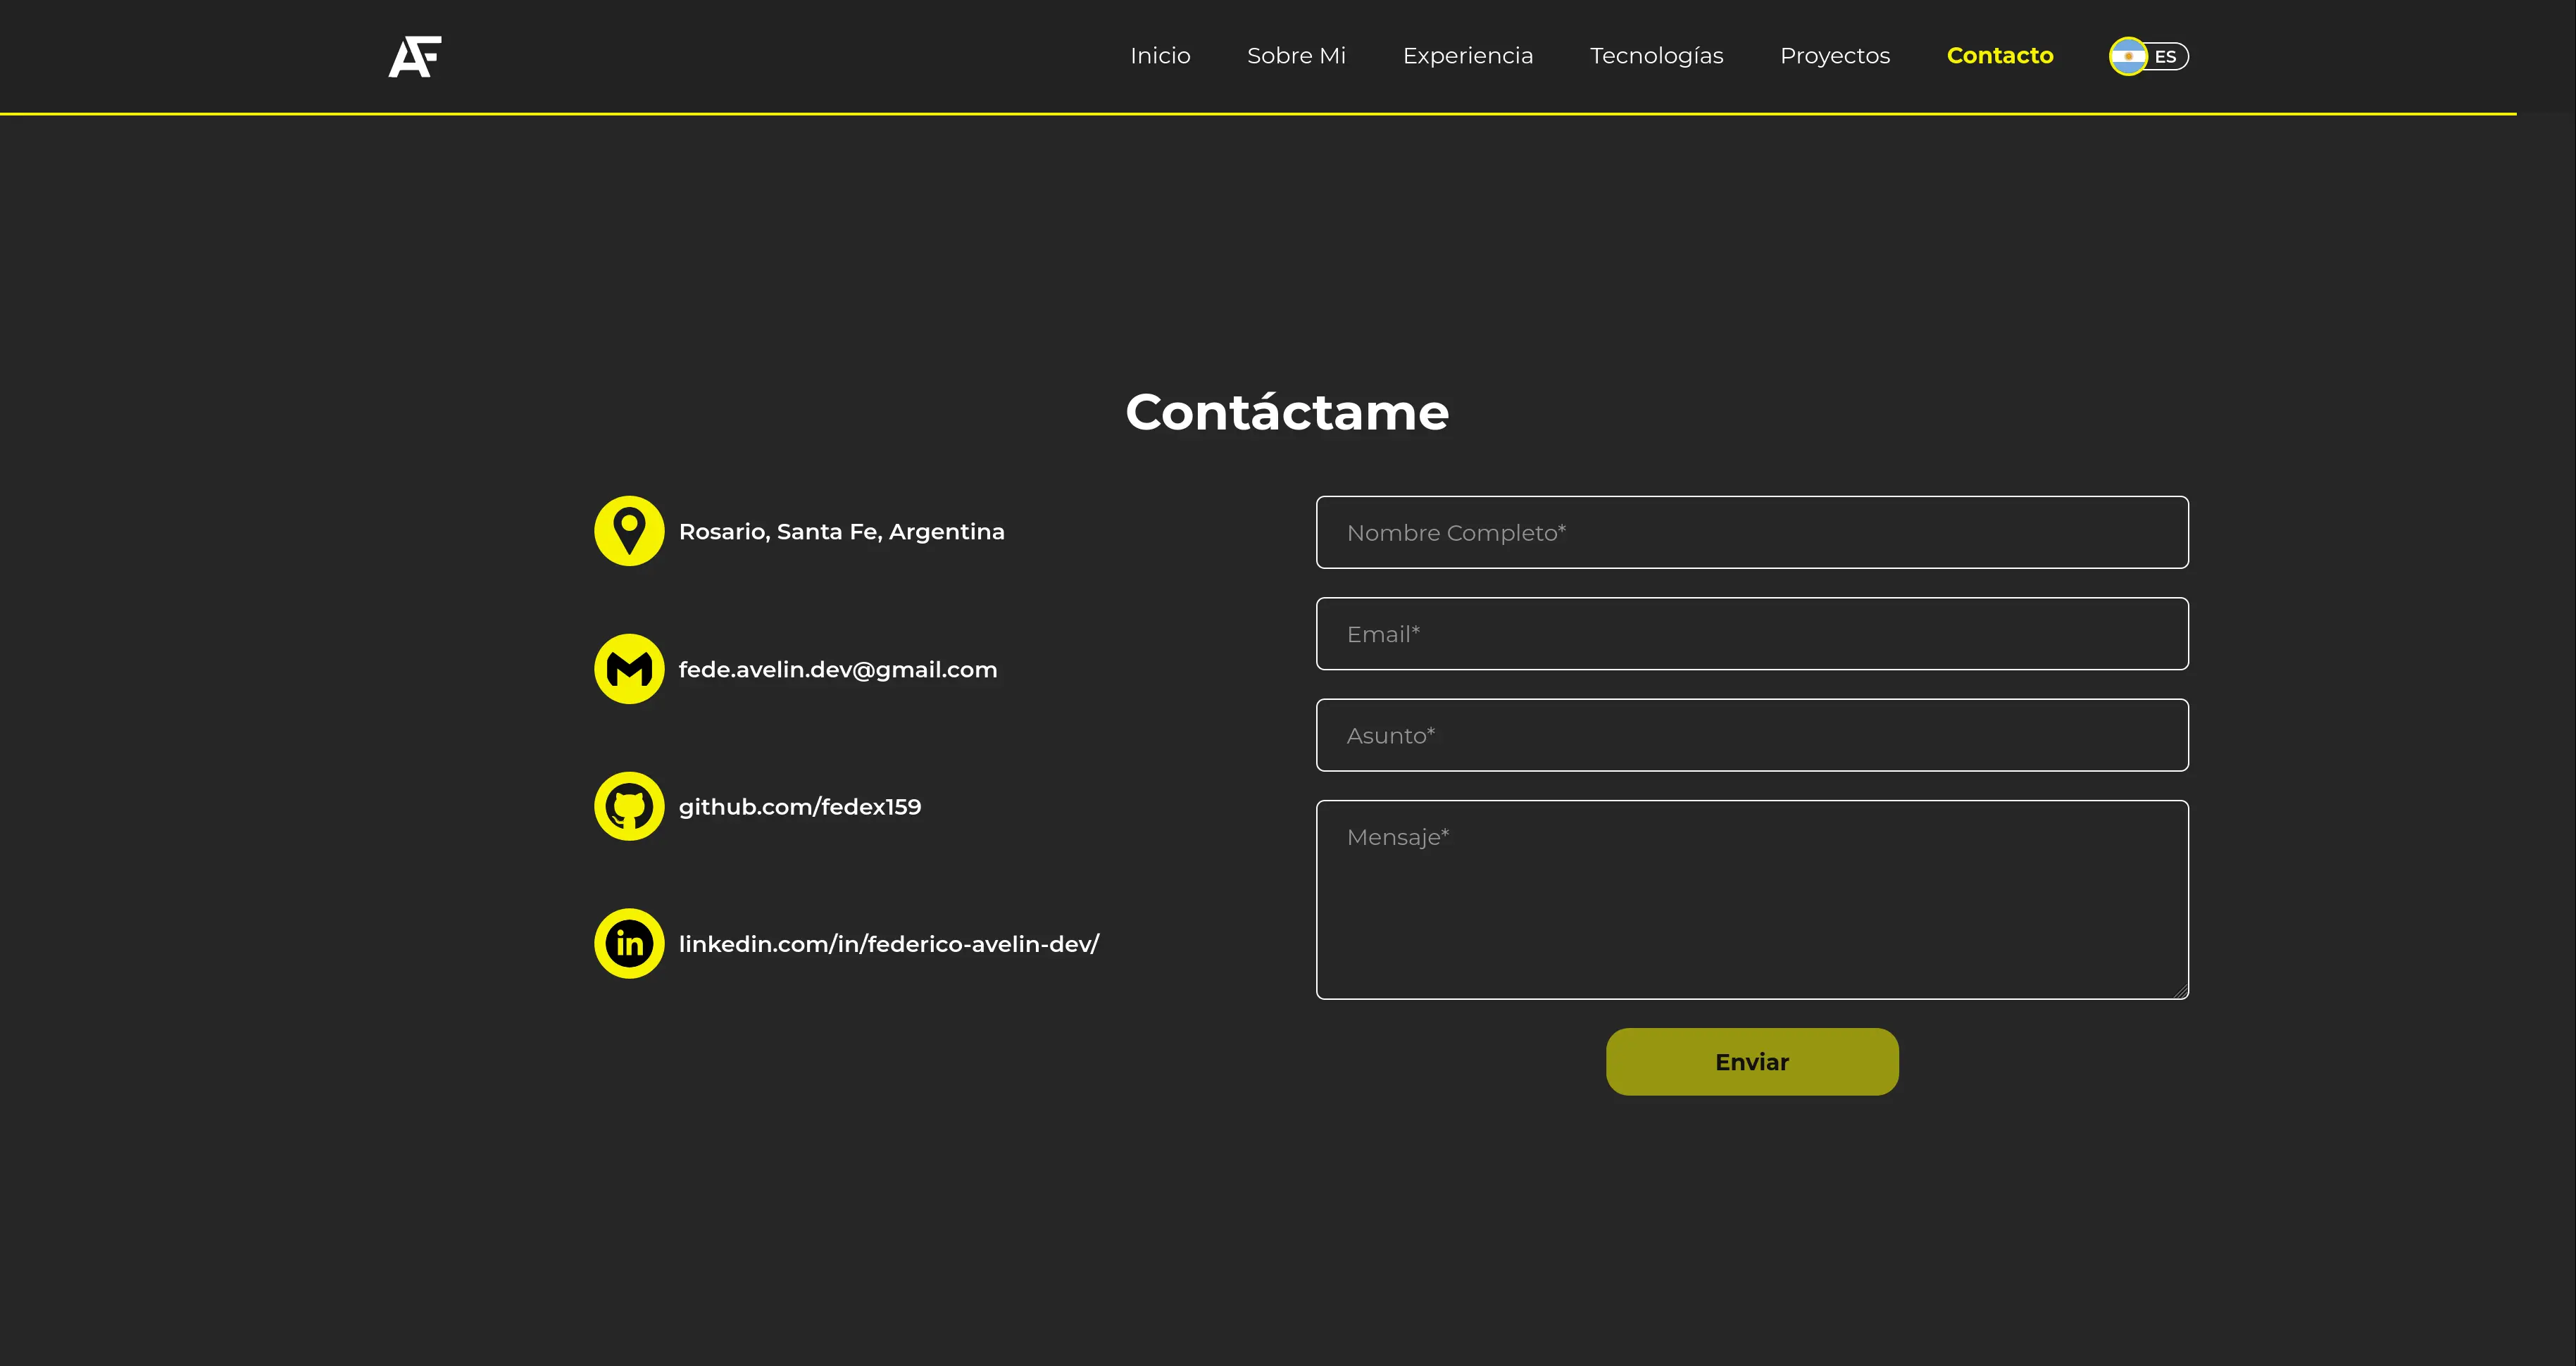 AF
Inicio Sobre Mi Experiencia Tecnologías Proyectos Contacto ES
Contáctame
Rosario, Santa Fe, Argentina
fede.avelin.dev@gmail.com
github.com/fedex159
in linkedin.com/in/federico-avelin-dev/
Nombre Completo*
Email*
Asunto*
Mensaje*
Enviar